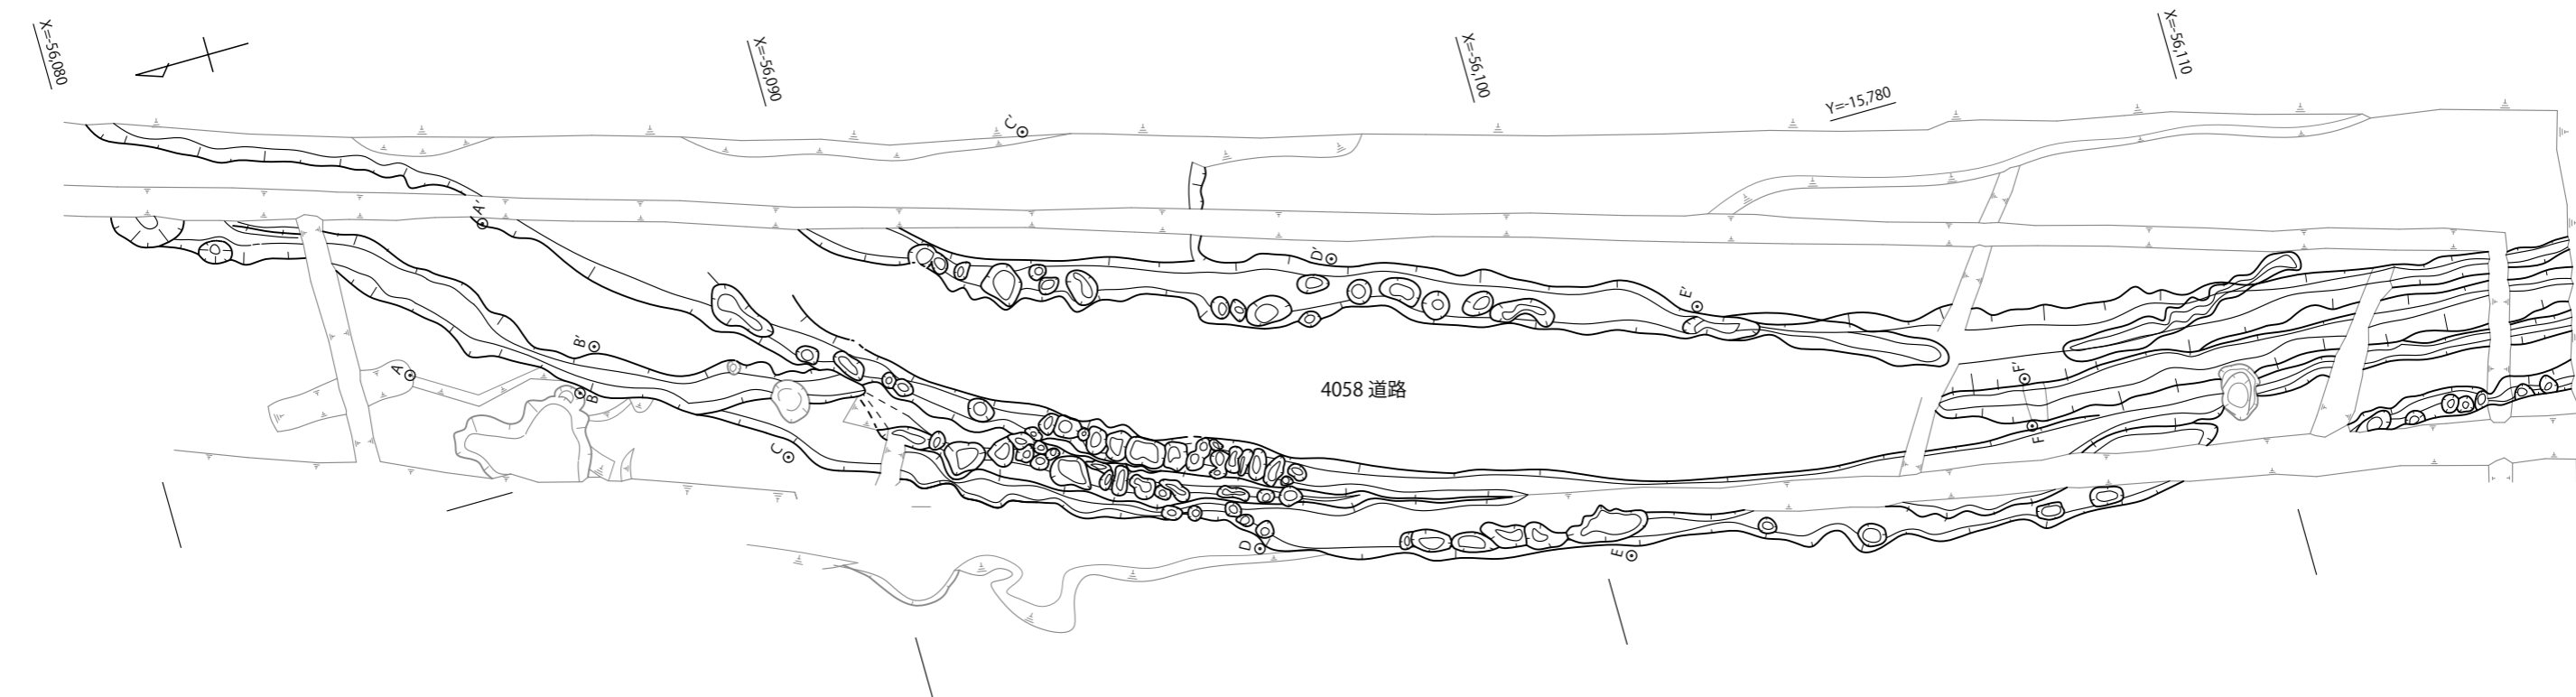 X=-56,080
X=-56,090
X=-56,100
X=-56,110
Y=-15,780
C'
A'
D'
E'
B'
A
F'
4058 道路
B
F
C
D
E